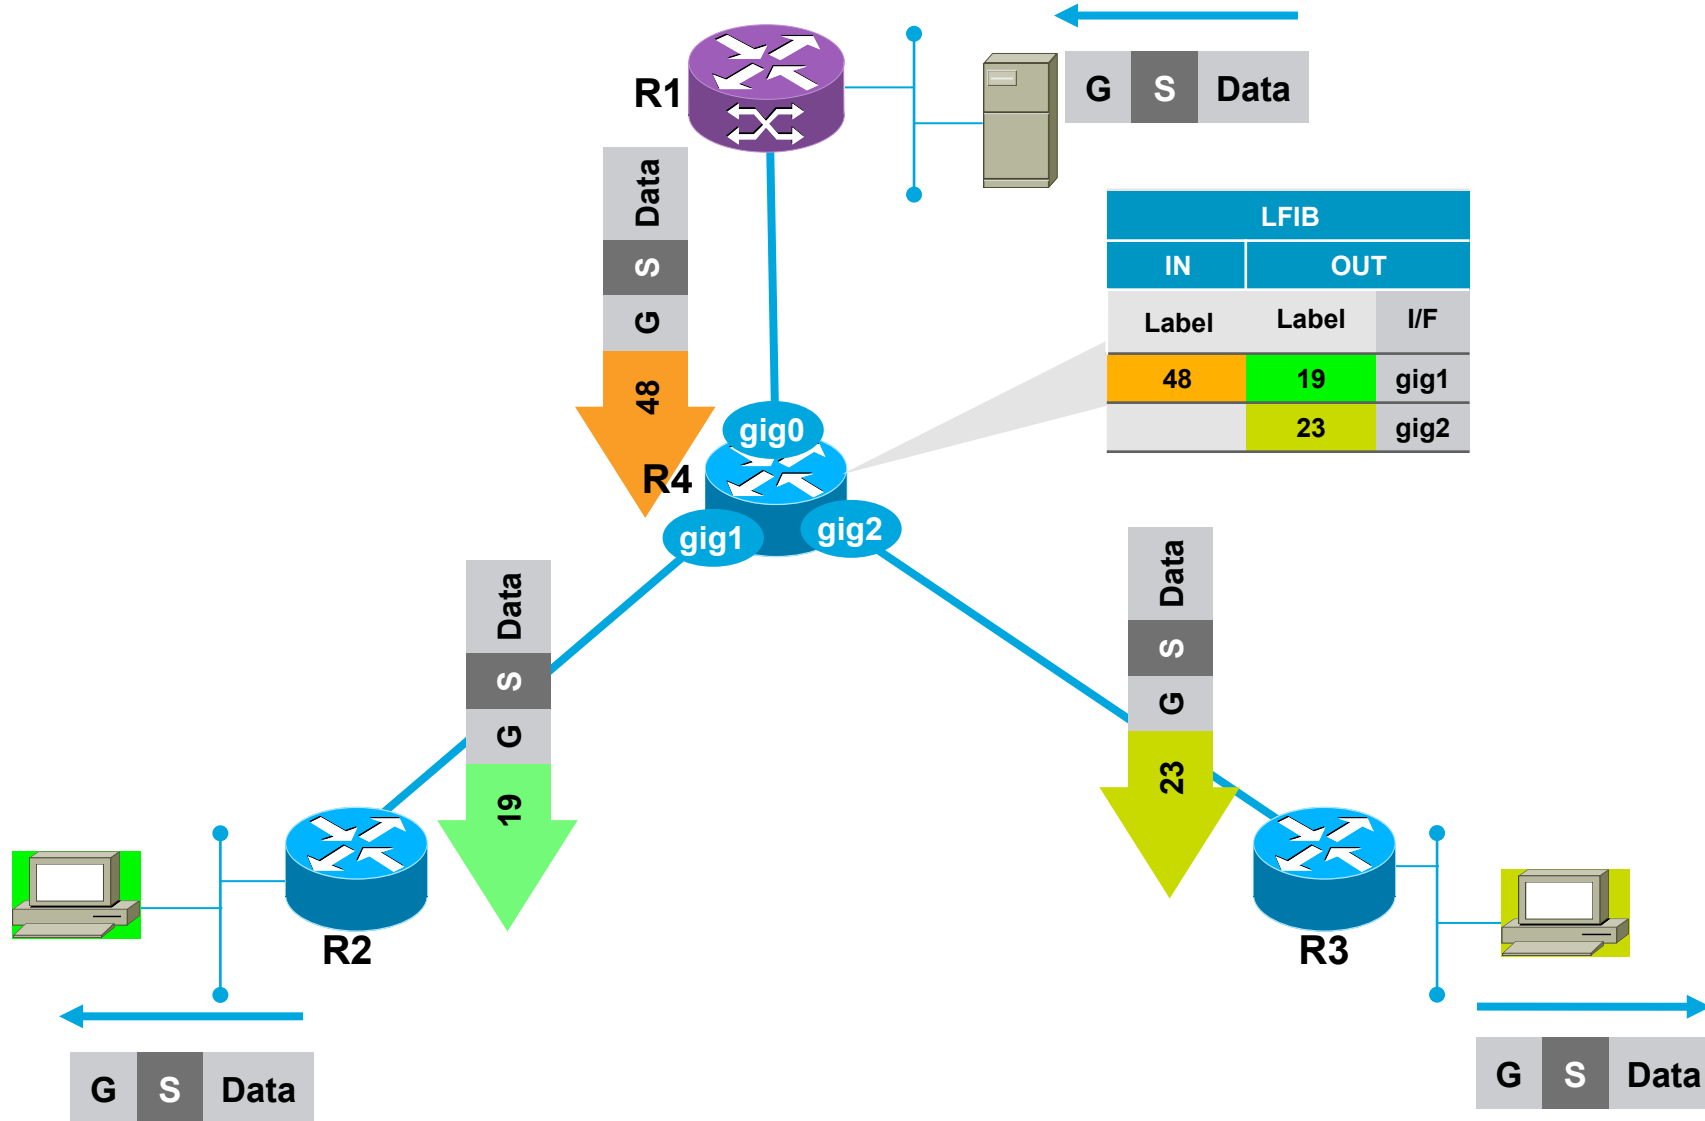 R1
G S Data
Data
S
G
48
LFIB
IN OUT
Label Label I/F
48 19 gig1
23 gig2
gig0
R4
gig1
gig2
Data
S
G
19
Data
S
G
23
R2
R3
G S Data
G S Data